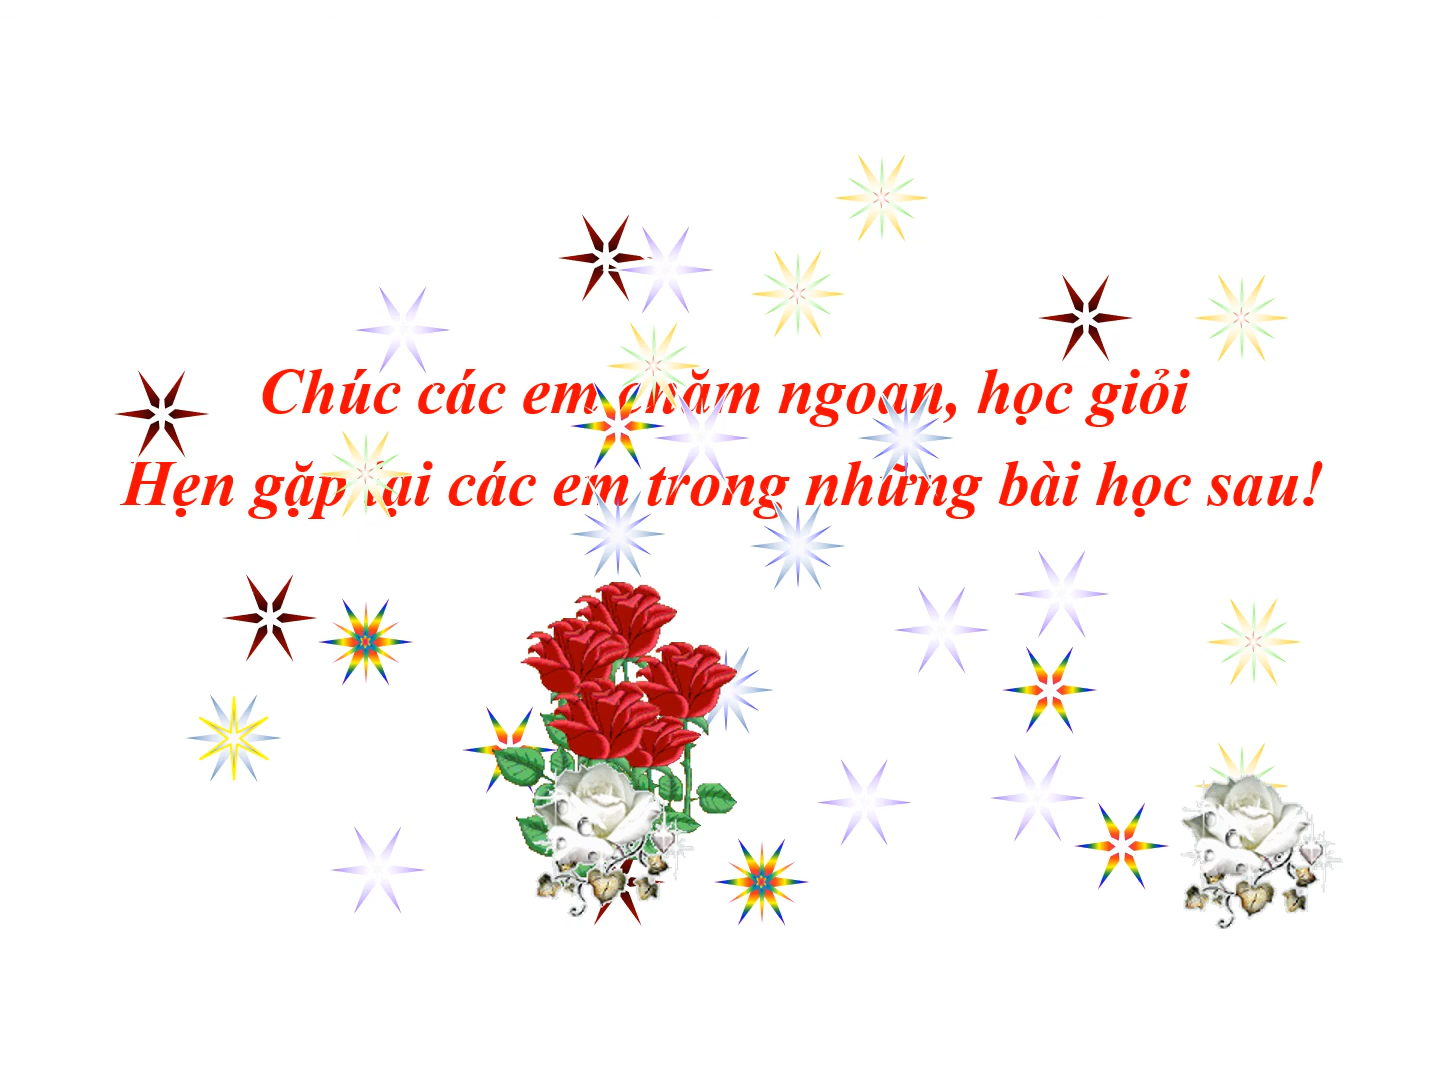 Chúc các em chăm ngoan, học giỏi
Hẹn gặp lại các em trong những bài học sau!